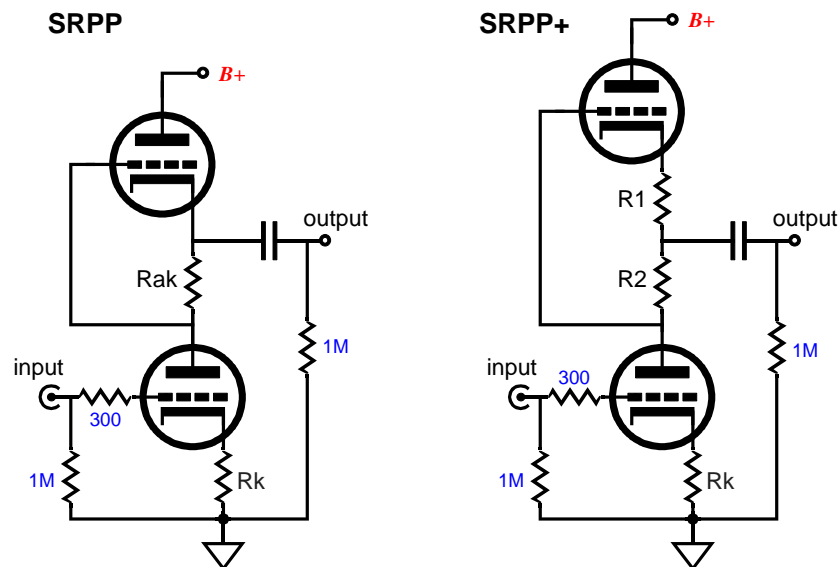 SRPP
B+
output
Rak
1M
input
300
1M
Rk
SRPP+
B+
R1
output
R2
1M
input
300
1M
Rk